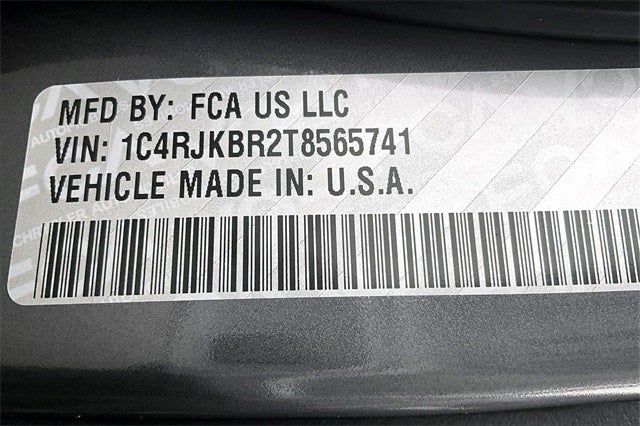 MFD BY: FCA US LLC
VIN: 1C4RJKBR2T8565741
VEHICLE MADE IN: U.S.A.